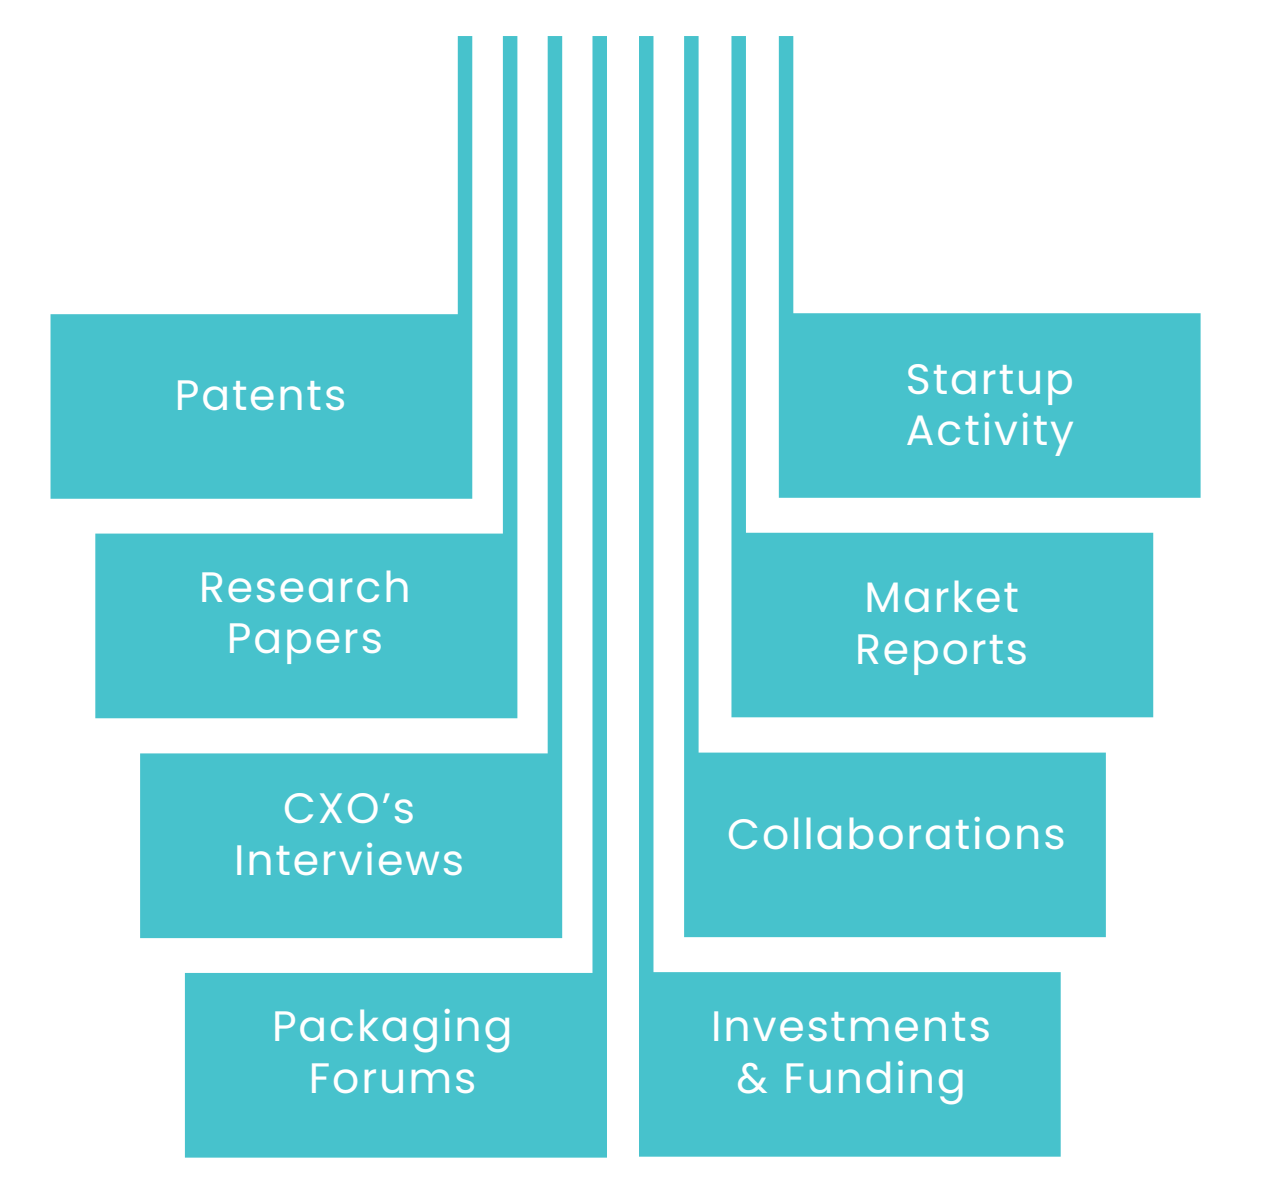 Patents
Startup
Activity
Research
Papers
Market
Reports
CXO’s
Interviews
Collaborations
Packaging
Forums
Investments
& Funding